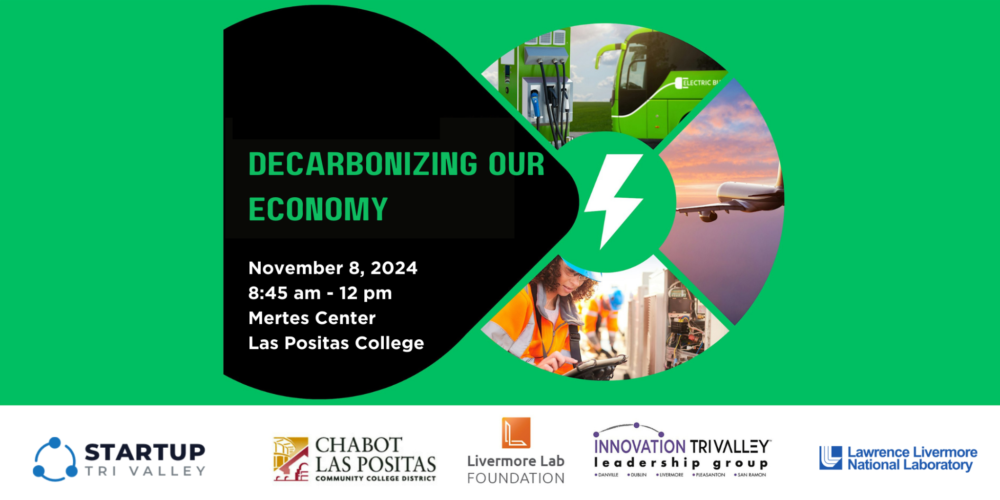 ELECTRIC BU
DECARBONIZING OUR
ECONOMY
November 8, 2024
8:45 am - 12 pm
Mertes Center
Las Positas College
STARTUP
TRI VALLEY
CHABOT
LAS POSITAS
COMMUNITY COLLEGE DISTRICT
Livermore Lab
FOUNDATION
INNOVATION TRIVALLEY™
leadership group
• DANVILLE • DUBLIN • LIVERMORE • PLEASANTON • SAN RAMON
Lawrence Livermore
National Laboratory